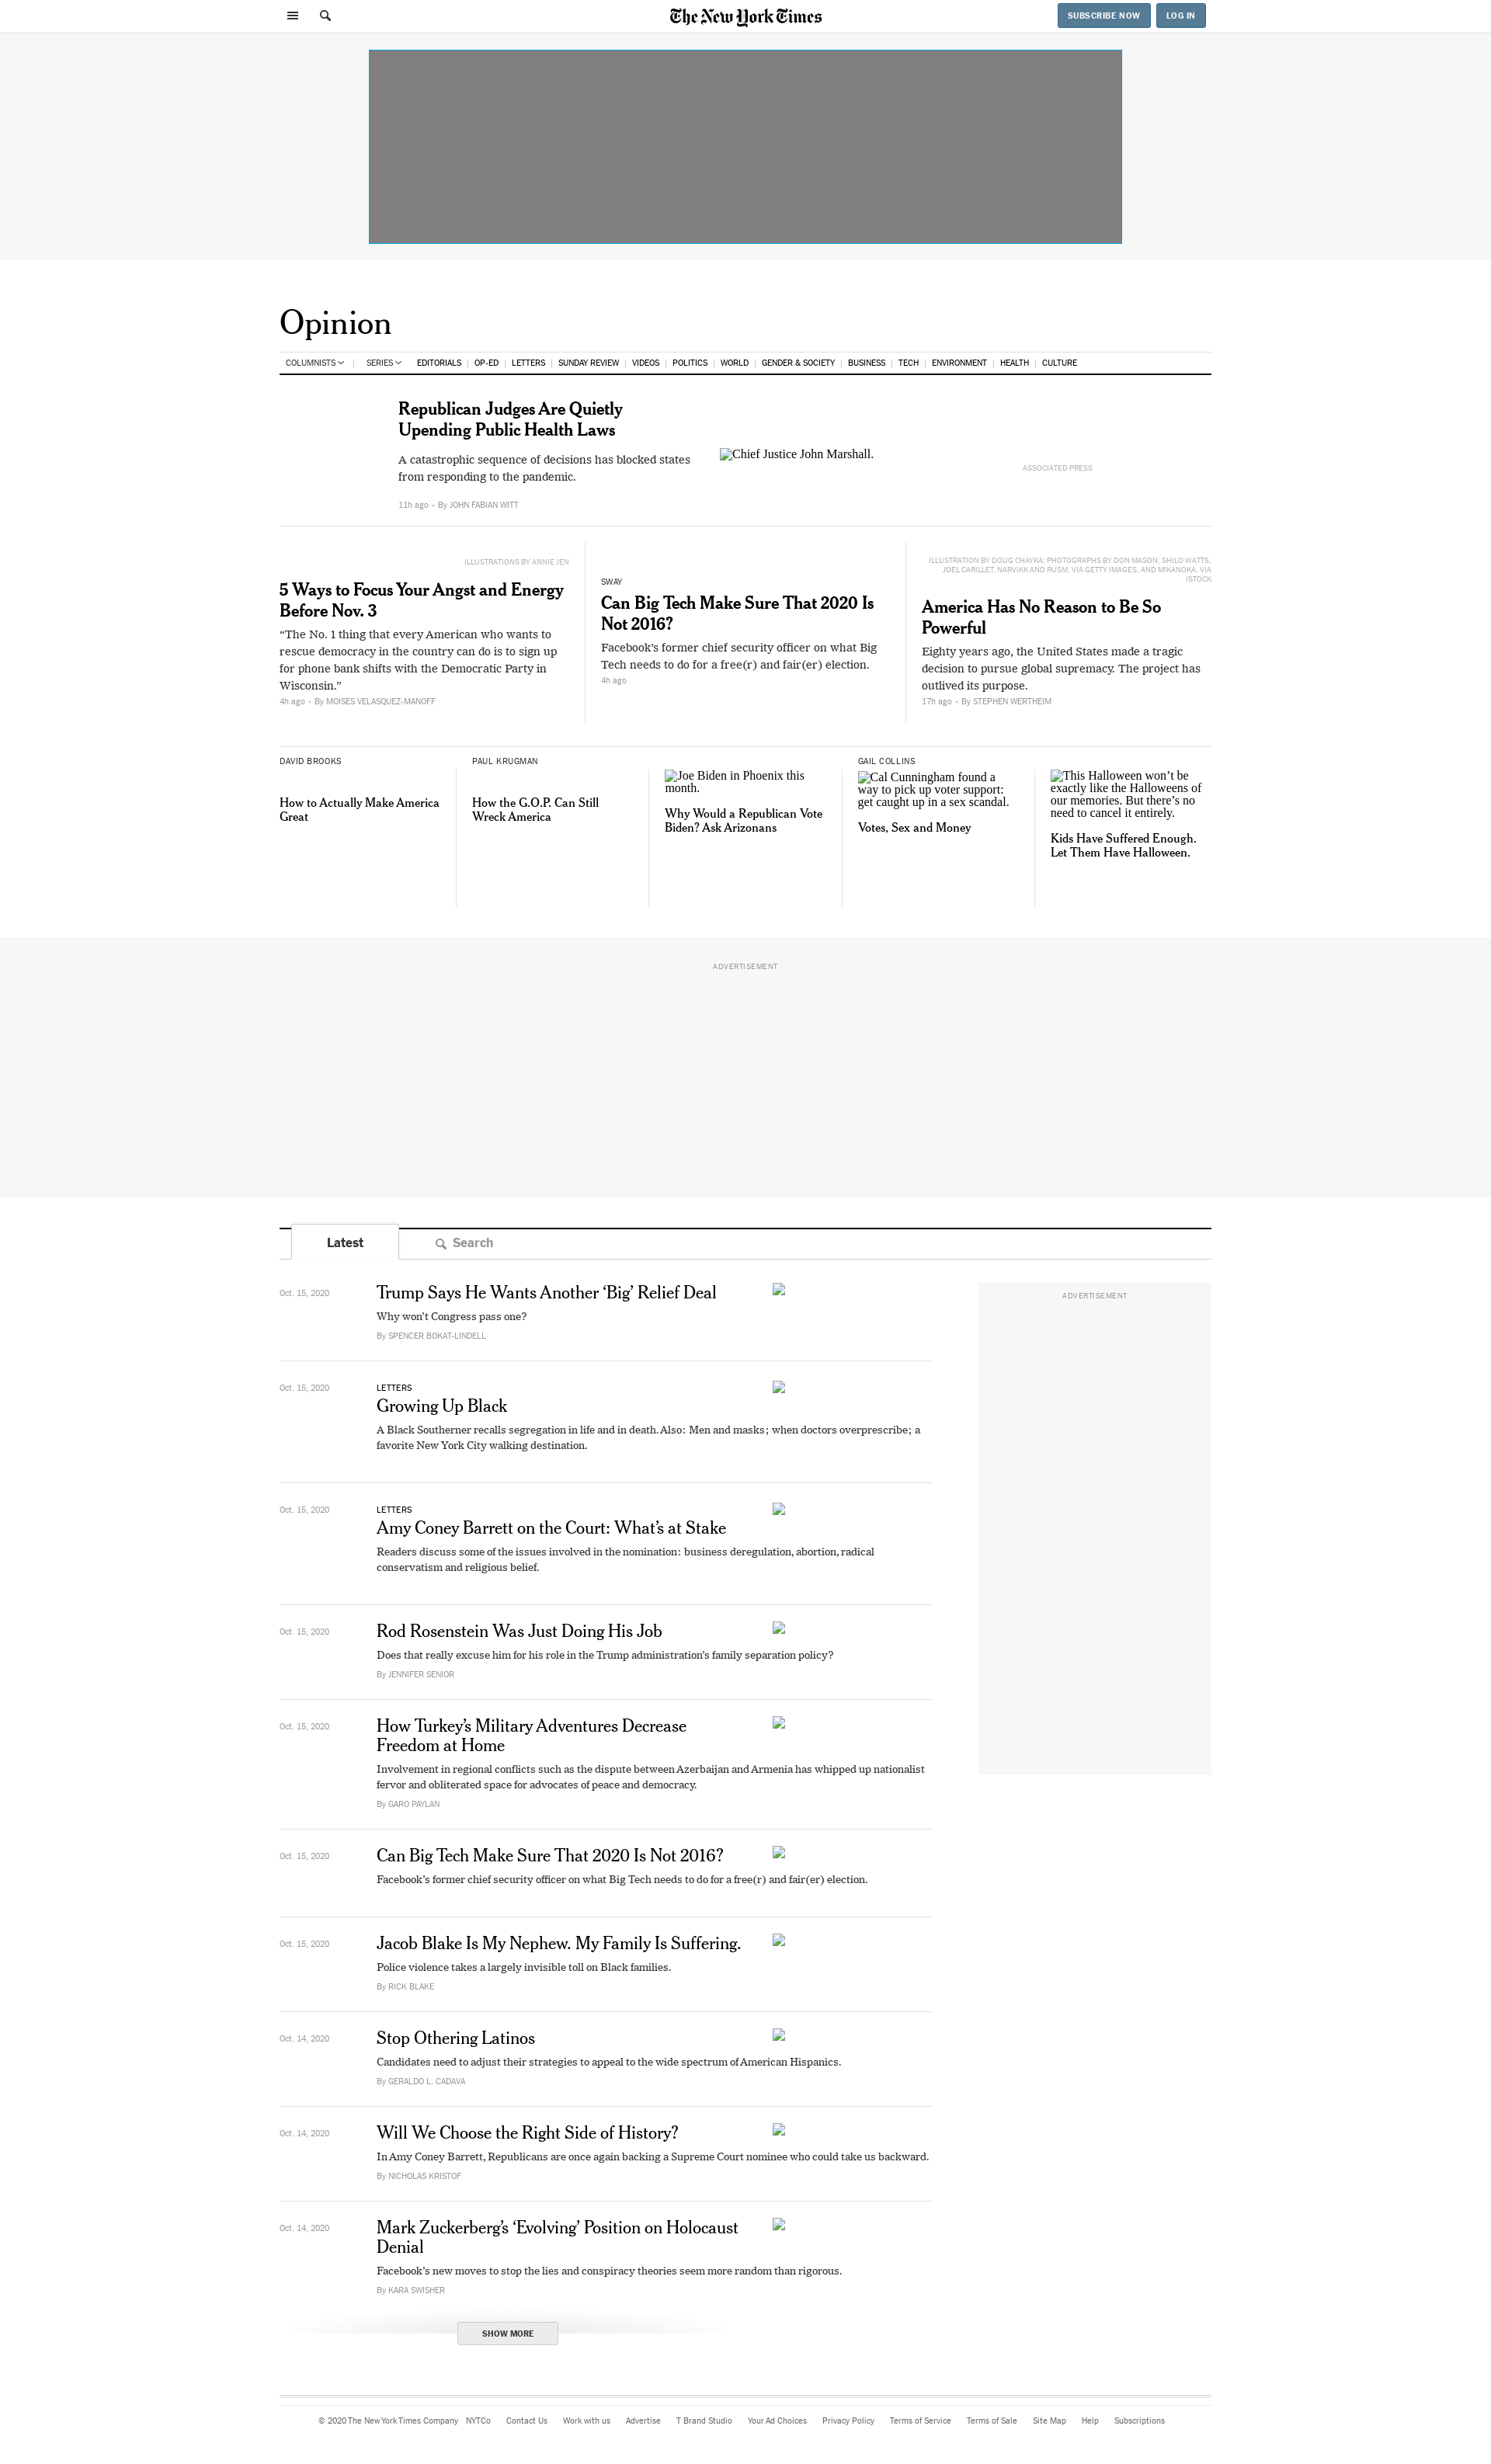 The New York Times
SUBSCRIBE NOW
LOG IN
Opinion
COLUMNISTS
SERIES
EDITORIALS
OP-ED
LETTERS
SUNDAY REVIEW
VIDEOS
POLITICS
WORLD
GENDER & SOCIETY
BUSINESS
TECH
ENVIRONMENT
HEALTH
CULTURE
Republican Judges Are Quietly
Upending Public Health Laws
A catastrophic sequence of decisions has blocked states
from responding to the pandemic.
11h ago • By JOHN FABIAN WITT
Chief Justice John Marshall.
ASSOCIATED PRESS
ILLUSTRATIONS BY ANNIE JEN
5 Ways to Focus Your Angst and Energy
Before Nov. 3
“The No. 1 thing that every American who wants to
rescue democracy in the country can do is to sign up
for phone bank shifts with the Democratic Party in
Wisconsin.”
4h ago • By MOISES VELASQUEZ-MANOFF
SWAY
Can Big Tech Make Sure That 2020 Is
Not 2016?
Facebook’s former chief security officer on what Big
Tech needs to do for a free(r) and fair(er) election.
4h ago
ILLUSTRATION BY DOUG CHAYKA; PHOTOGRAPHS BY DON MASON, SHILO WATTS,
JOEL CARILLET, NARVIKK AND RUSM, VIA GETTY IMAGES, AND MIKANOKA, VIA
ISTOCK
America Has No Reason to Be So
Powerful
Eighty years ago, the United States made a tragic
decision to pursue global supremacy. The project has
outlived its purpose.
17h ago • By STEPHEN WERTHEIM
DAVID BROOKS
How to Actually Make America
Great
PAUL KRUGMAN
How the G.O.P. Can Still
Wreck America
Joe Biden in Phoenix this
month.
Why Would a Republican Vote
Biden? Ask Arizonans
GAIL COLLINS
Cal Cunningham found a
way to pick up voter support:
get caught up in a sex scandal.
Votes, Sex and Money
This Halloween won’t be
exactly like the Halloweens of
our memories. But there’s no
need to cancel it entirely.
Kids Have Suffered Enough.
Let Them Have Halloween.
ADVERTISEMENT
Latest
Search
ADVERTISEMENT
Oct. 15, 2020
Trump Says He Wants Another ‘Big’ Relief Deal
Why won’t Congress pass one?
By SPENCER BOKAT-LINDELL
Oct. 15, 2020
LETTERS
Growing Up Black
A Black Southerner recalls segregation in life and in death. Also: Men and masks; when doctors overprescribe; a
favorite New York City walking destination.
Oct. 15, 2020
LETTERS
Amy Coney Barrett on the Court: What’s at Stake
Readers discuss some of the issues involved in the nomination: business deregulation, abortion, radical
conservatism and religious belief.
Oct. 15, 2020
Rod Rosenstein Was Just Doing His Job
Does that really excuse him for his role in the Trump administration’s family separation policy?
By JENNIFER SENIOR
Oct. 15, 2020
How Turkey’s Military Adventures Decrease
Freedom at Home
Involvement in regional conflicts such as the dispute between Azerbaijan and Armenia has whipped up nationalist
fervor and obliterated space for advocates of peace and democracy.
By GARO PAYLAN
Oct. 15, 2020
Can Big Tech Make Sure That 2020 Is Not 2016?
Facebook’s former chief security officer on what Big Tech needs to do for a free(r) and fair(er) election.
Oct. 15, 2020
Jacob Blake Is My Nephew. My Family Is Suffering.
Police violence takes a largely invisible toll on Black families.
By RICK BLAKE
Oct. 14, 2020
Stop Othering Latinos
Candidates need to adjust their strategies to appeal to the wide spectrum of American Hispanics.
By GERALDO L. CADAVA
Oct. 14, 2020
Will We Choose the Right Side of History?
In Amy Coney Barrett, Republicans are once again backing a Supreme Court nominee who could take us backward.
By NICHOLAS KRISTOF
Oct. 14, 2020
Mark Zuckerberg’s ‘Evolving’ Position on Holocaust
Denial
Facebook’s new moves to stop the lies and conspiracy theories seem more random than rigorous.
By KARA SWISHER
SHOW MORE
© 2020 The New York Times Company NYTCo Contact Us Work with us Advertise T Brand Studio Your Ad Choices Privacy Policy Terms of Service Terms of Sale Site Map Help Subscriptions